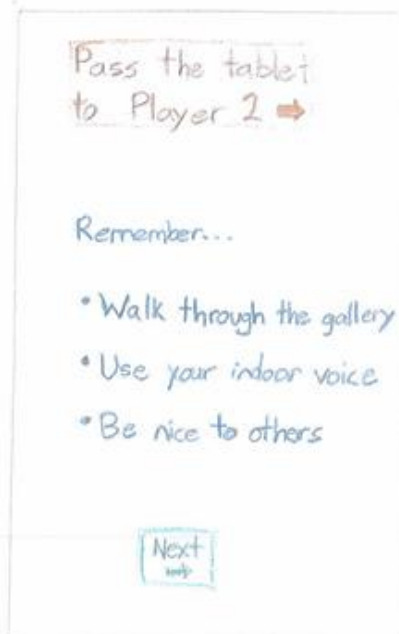 Pass the tablet
to Player 2 ➡
Remember...
• Walk through the gallery
• Use your indoor voice
• Be nice to others
Next
➡